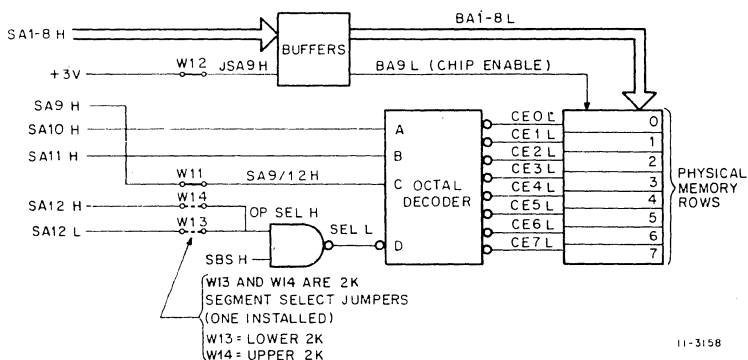 SA1-8 H
BUFFERS
BA1-8 L
+3V
W12
JSA9 H
BA9 L (CHIP ENABLE)
SA9 H
SA10 H
SA11 H
W11
SA9/12 H
SA12 H
W14
SA12 L
W13
OP SEL H
SEL L
SBS H
A
B
C
D
OCTAL
DECODER
CE0 L
CE1 L
CE2 L
CE3 L
CE4 L
CE5 L
CE6 L
CE7 L
0
1
2
3
4
5
6
7
PHYSICAL
MEMORY
ROWS
W13 AND W14 ARE 2K
SEGMENT SELECT JUMPERS
(ONE INSTALLED)
W13= LOWER 2K
W14= UPPER 2K
11-3158